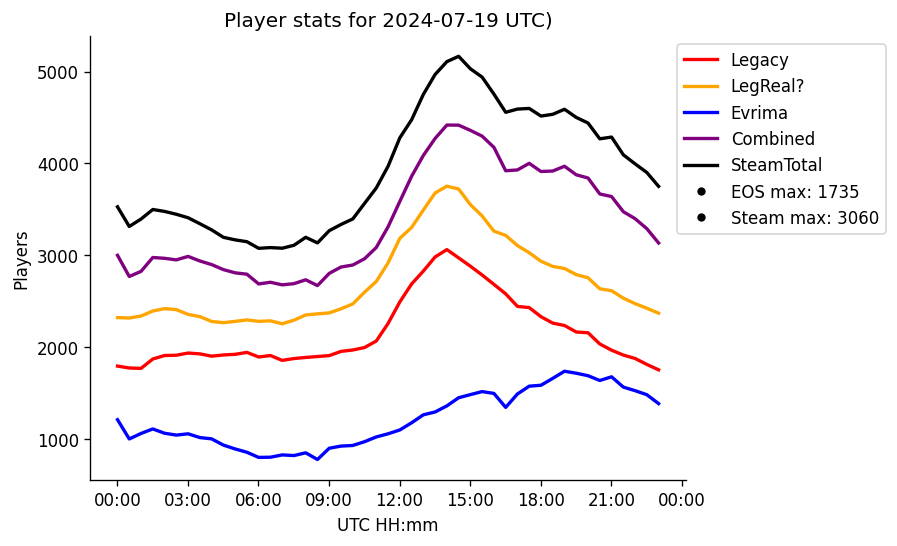 Player stats for 2024-07-19 UTC)
Players
5000
4000
3000
2000
1000
00:00 03:00 06:00 09:00 12:00 15:00 18:00 21:00 00:00
UTC HH:mm
Legacy
LegReal?
Evrima
Combined
SteamTotal
EOS max: 1735
Steam max: 3060